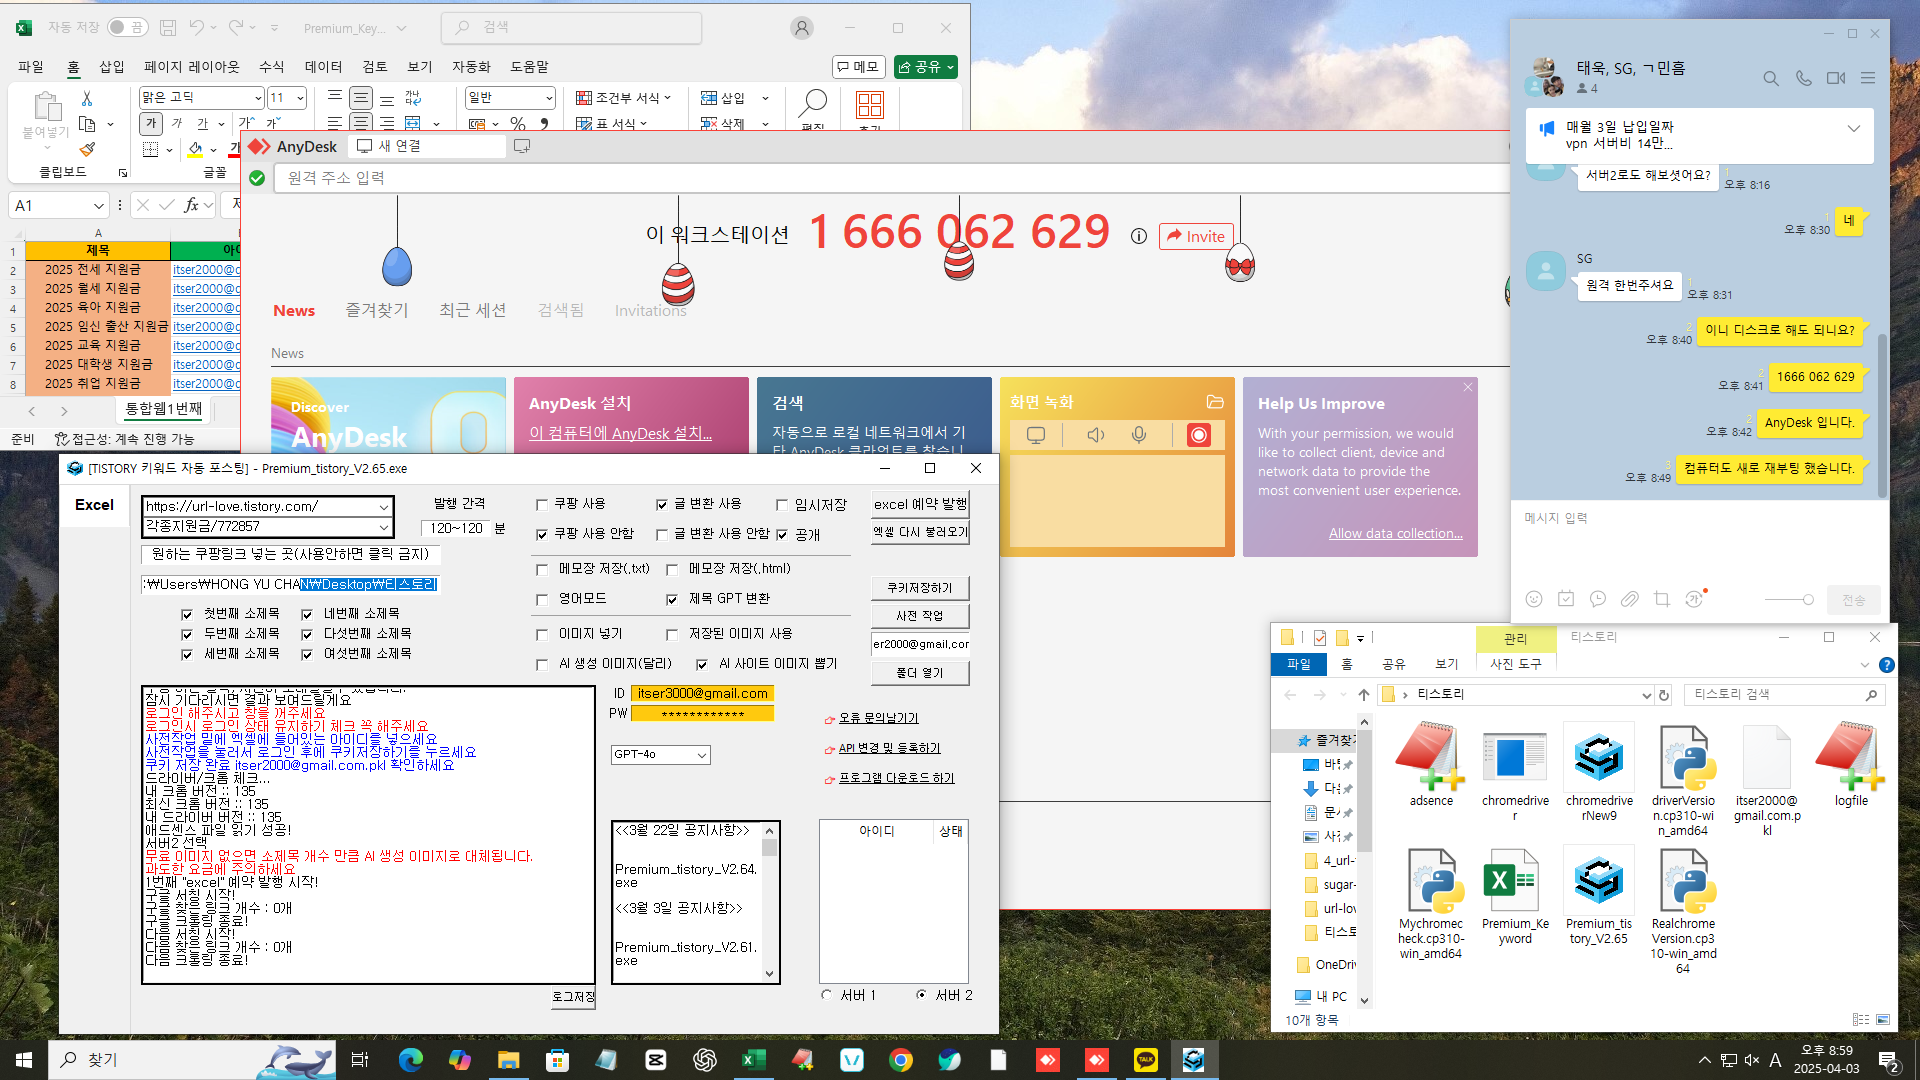 자동 저장
끔
Premium_Key...
검색
파일
홈
삽입
페이지 레이아웃
수식
데이터
검토
보기
자동화
도움말
메모
공유
붙여넣기
맑은 고딕
11
가 가 가 가 가
일반
조건부 서식
표 서식
삽입
삭제
편집
클립보드
글꼴
A1
fx
A
1 제목
2 2025 전세 지원금 itser2000@
3 2025 월세 지원금 itser2000@
4 2025 육아 지원금 itser2000@
5 2025 임신 출산 지원금 itser2000@
6 2025 교육 지원금 itser2000@
7 2025 대학생 지원금 itser2000@
8 2025 취업 지원금 itser2000@
통합웹1번째
준비
접근성: 계속 진행 가능
AnyDesk
새 연결
원격 주소 입력
이 워크스테이션
1 666 062 629
Invite
News
즐겨찾기
최근 세션
검색됨
Invitations
News
Discover
AnyDesk
AnyDesk 설치
이 컴퓨터에 AnyDesk 설치...
검색
자동으로 로컬 네트워크에서 기
타 AnyDesk 클라이언트를 찾습니
화면 녹화
Help Us Improve
With your permission, we would
like to collect client, device and
network data to provide the
most convenient user experience.
Allow data collection...
태욱, SG, ㄱ민흠
4
매월 3일 납입일짜
vpn 서버비 14만...
서버2로도 해보셧어요?
오후 8:16
1
네
오후 8:30
SG
원격 한번주셔요
1
오후 8:31
2
이니 디스크로 해도 되니요?
오후 8:40
2
1666 062 629
오후 8:41
2
AnyDesk 입니다.
오후 8:42
컴퓨터도 새로 재부팅 했습니다.
오후 8:49
메시지 입력
전송
[TISTORY 키워드 자동 포스팅] - Premium_tistory_V2.65.exe
Excel
https://url-love.tistory.com/
각종지원금/772857
발행 간격
120~120 분
원하는 쿠팡링크 넣는 곳(사용안하면 클릭 금지)
:₩Users₩HONG YU CHAN₩Desktop₩티스토리
첫번째 소제목
네번째 소제목
두번째 소제목
다섯번째 소제목
세번째 소제목
여섯번째 소제목
쿠팡 사용
글 변환 사용
임시저장
쿠팡 사용 안함
글 변환 사용 안함
공개
메모장 저장(.txt)
메모장 저장(.html)
영어모드
제목 GPT 변환
이미지 넣기
저장된 이미지 사용
AI 생성 이미지(달리)
AI 사이트 이미지 뽑기
excel 예약 발행
엑셀 다시 불러오기
쿠키저장하기
사전 작업
er2000@gmail.com
폴더 열기
ID itser3000@gmail.com
PW ************
GPT-4o
오류 문의남기기
API 변경 및 등록하기
프로그램 다운로드 하기
잠시 기다리시면 결과 보여드릴게요
로그인 해주시고 창을 꺼주세요
로그인시 로그인 상태 유지하기 체크 꼭 해주세요
사전작업 밑에 엑셀에 들어있는 아이디를 넣으세요
사전작업을 눌러서 로그인 후에 쿠키저장하기를 누르세요
쿠키 저장 완료 itser2000@gmail.com.pkl 확인하세요
드라이버/크롬 체크...
내 크롬 버전 :: 135
최신 크롬 버전 :: 135
내 드라이버 버전 :: 135
애드센스 파일 읽기 성공!
서버2 선택
무료 이미지 없으면 소제목 개수 만큼 AI 생성 이미지로 대체됩니다.
과도한 요금에 주의하세요
1번째 "excel" 예약 발행 시작!
구글 서칭 시작!
구글 찾은 링크 개수 : 0개
구글 크롤링 종료!
다음 서칭 시작!
다음 찾은 링크 개수 : 0개
다음 크롤링 종료!
로그저장
<<3월 22일 공지사항>>
Premium_tistory_V2.64.
exe
<<3월 3일 공지사항>>
Premium_tistory_V2.61.
exe
아이디
상태
서버 1
서버 2
관리
티스토리
파일
홈
공유
보기
사진 도구
티스토리
티스토리 검색
즐겨찾기
4_url-
sugar-
url-lov
티스토
OneDriv
내 PC
adsence
chromedrive
r
chromedrive
rNew9
driverVersio
n.cp310-wi
n_amd64
itser2000@
gmail.com.p
kl
logfile
Mychromec
heck.cp310-
win_amd64
Premium_Ke
yword
Premium_tis
tory_V2.65
Realchrome
Version.cp3
10-win_amd
64
10개 항목
찾기
A
오후 8:59
2025-04-03
2